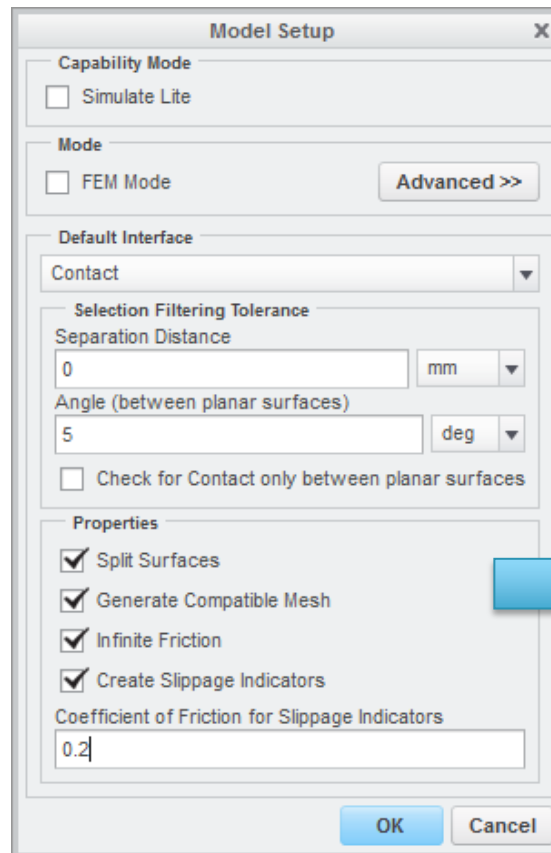 Model Setup X
Capability Mode
Simulate Lite
Mode
FEM Mode Advanced >>
Default Interface
Contact
Selection Filtering Tolerance
Separation Distance
0 mm
Angle (between planar surfaces)
5 deg
Check for Contact only between planar surfaces
Properties
Split Surfaces
Generate Compatible Mesh
Infinite Friction
Create Slippage Indicators
Coefficient of Friction for Slippage Indicators
0.2
OK Cancel